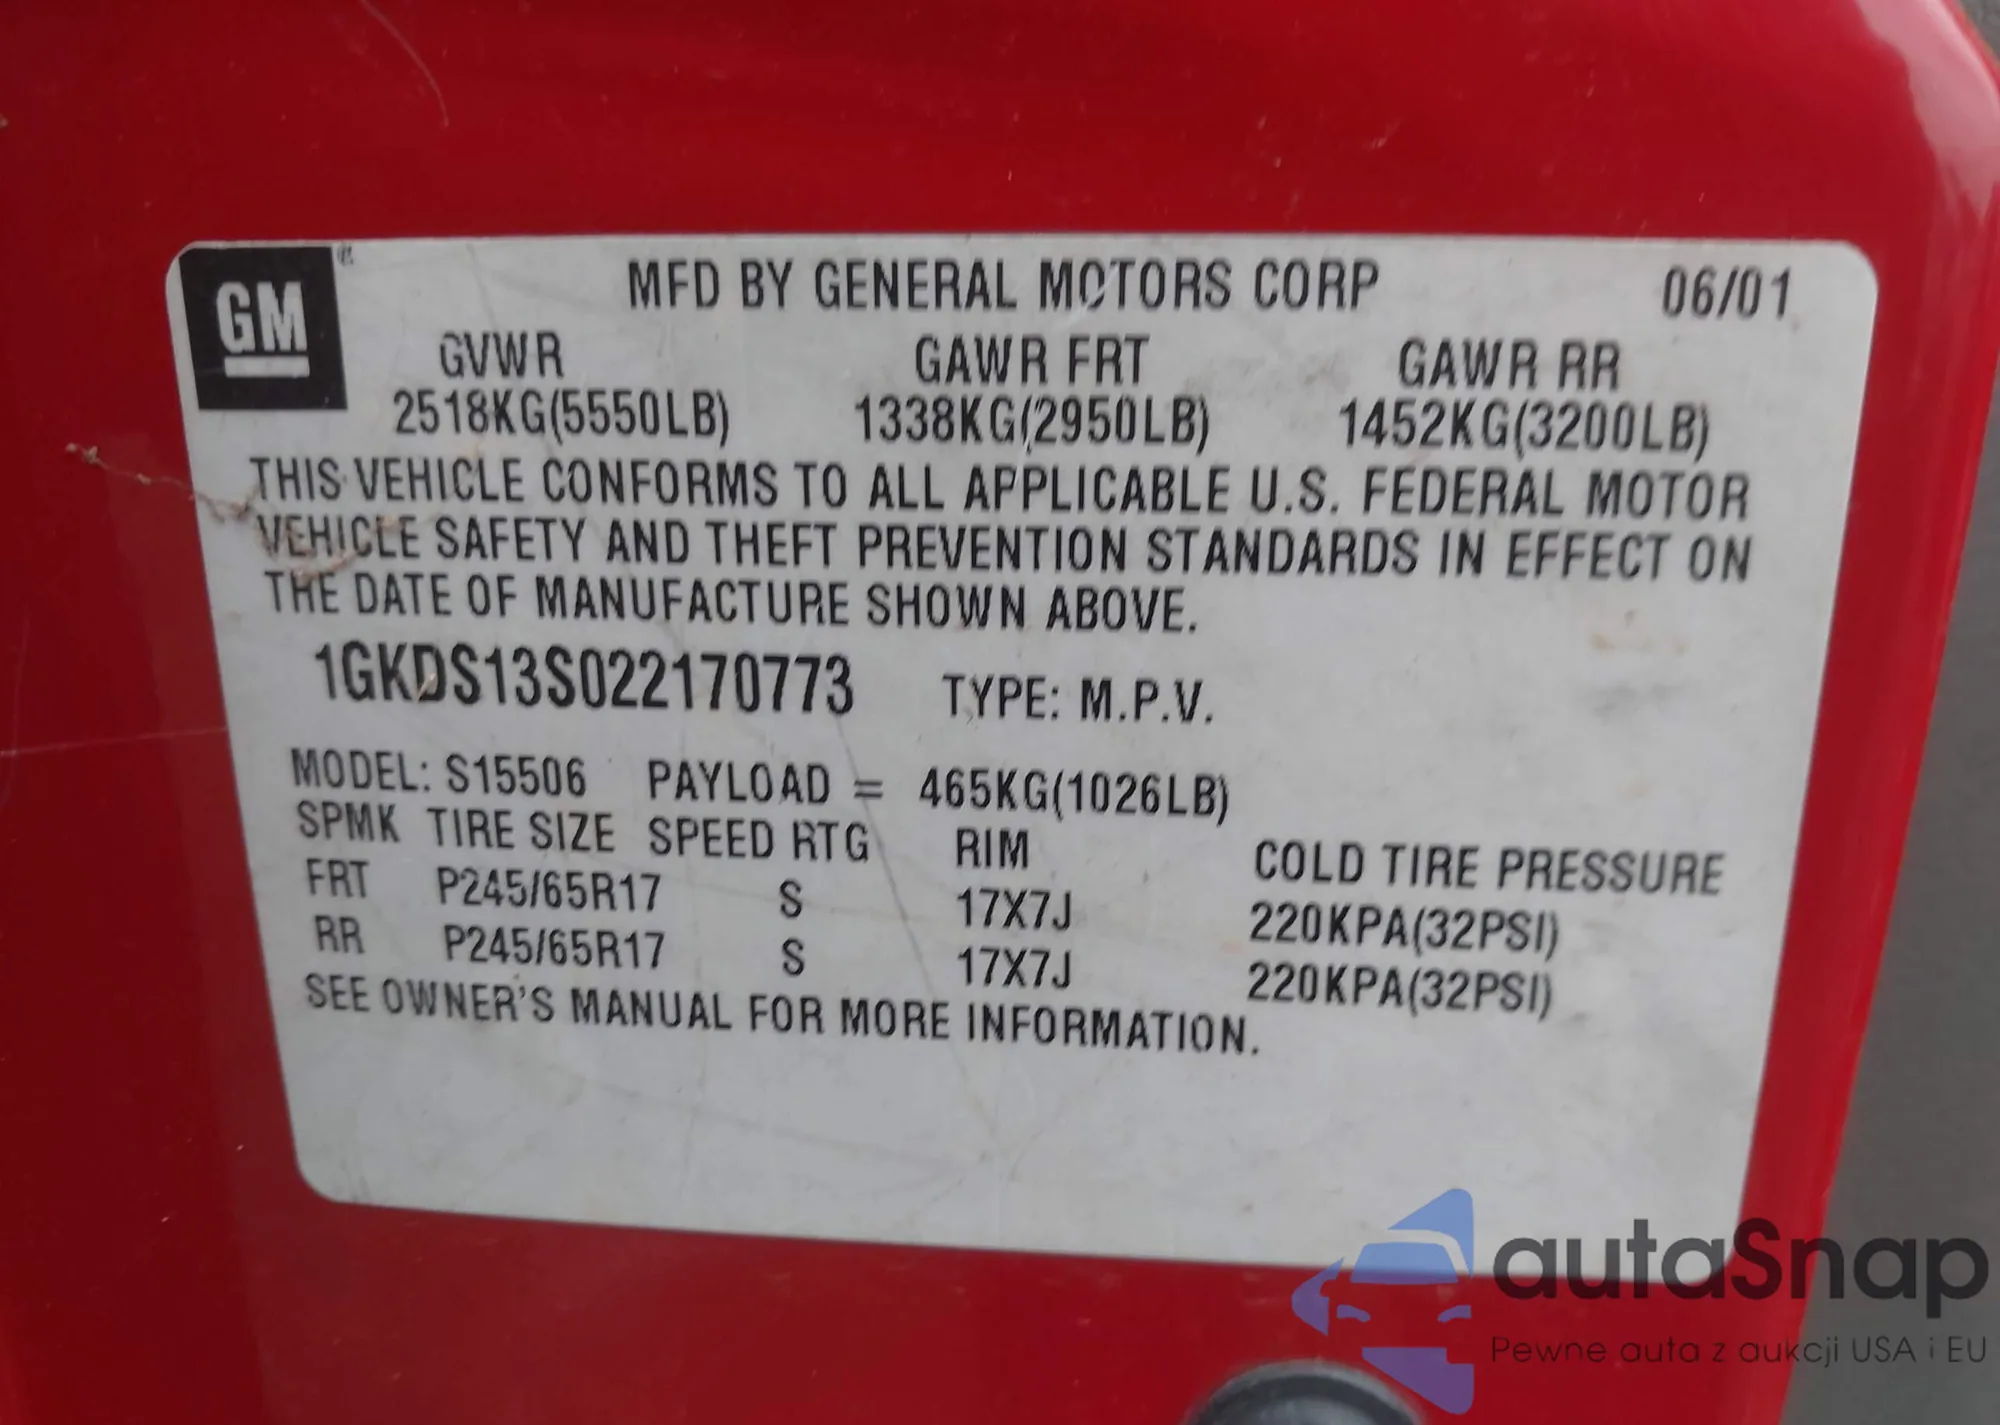 GM
MFD BY GENERAL MOTORS CORP 06/01
GVWR GAWR FRT GAWR RR
2518KG(5550LB) 1338KG(2950LB) 1452KG(3200LB)
THIS VEHICLE CONFORMS TO ALL APPLICABLE U.S. FEDERAL MOTOR
VEHICLE SAFETY AND THEFT PREVENTION STANDARDS IN EFFECT ON
THE DATE OF MANUFACTURE SHOWN ABOVE.
1GKDS13S022170773 TYPE: M.P.V.
MODEL: S15506 PAYLOAD = 465KG(1026LB)
SPMK TIRE SIZE SPEED RTG RIM COLD TIRE PRESSURE
FRT P245/65R17 S 17X7J 220KPA(32PSI)
RR P245/65R17 S 17X7J 220KPA(32PSI)
SEE OWNER'S MANUAL FOR MORE INFORMATION.
autaSnap
Pewne auta z aukcji USA i EU